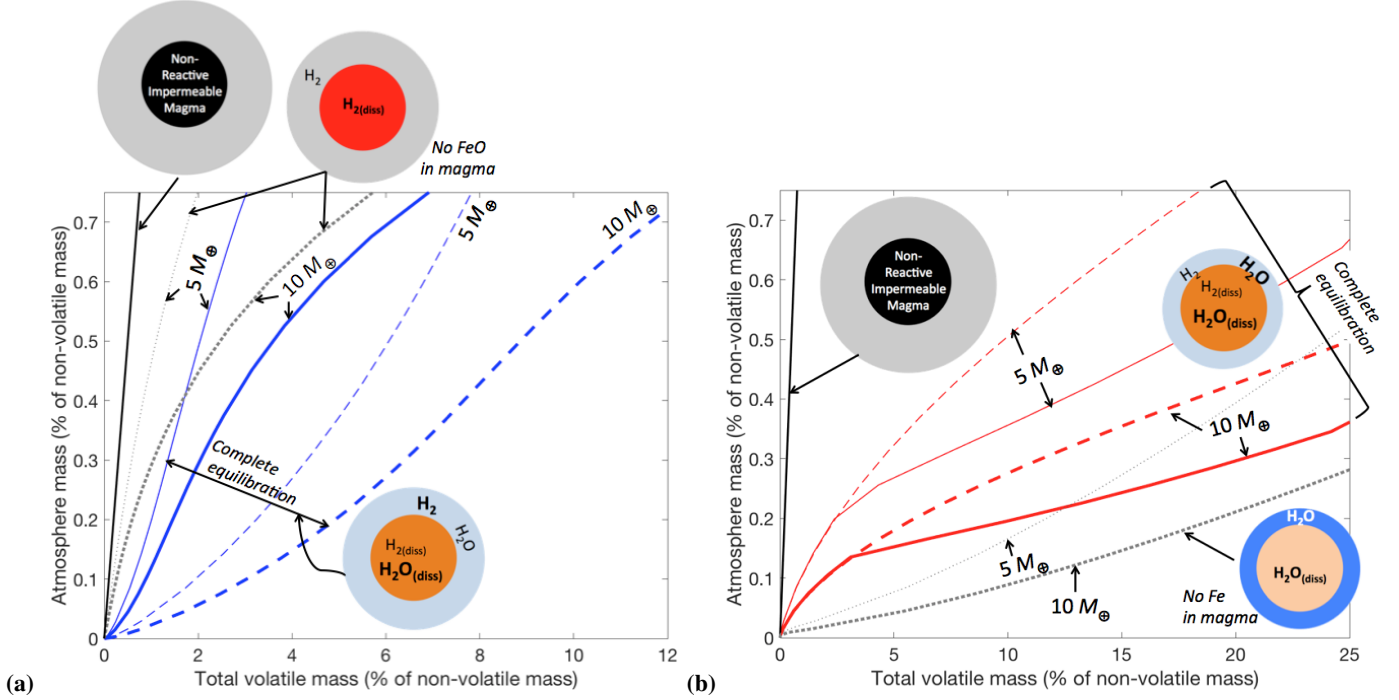 Non-
Reactive
Impermeable
Magma
H₂
H₂(diss)
No FeO
in magma
0.7
0.6
0.5
0.4
0.3
0.2
0.1
0
Atmosphere mass (% of non-volatile mass)
5 M⊕
10 M⊕
5 M⊕
10 M⊕
Complete
equilibration
H₂
H₂O
H₂(diss)
H₂O(diss)
0
2
4
6
8
10
12
Total volatile mass (% of non-volatile mass)
(a)
0.7
0.6
0.5
0.4
0.3
0.2
0.1
0
Atmosphere mass (% of non-volatile mass)
Non-
Reactive
Impermeable
Magma
H₂
H₂O
H₂(diss)
H₂O(diss)
Complete
equilibration
5 M⊕
10 M⊕
5 M⊕
10 M⊕
H₂O
H₂O(diss)
No Fe
in magma
0
5
10
15
20
25
Total volatile mass (% of non-volatile mass)
(b)